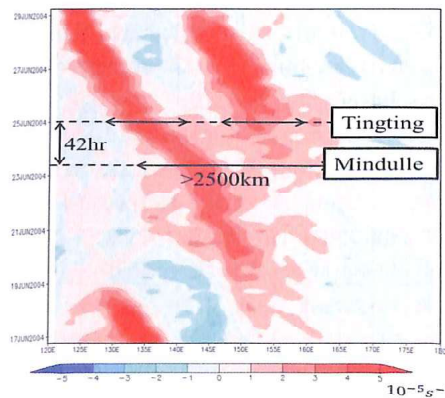 29JUN2004
27JUN2004
25JUN2004
Tingting
42hr
Mindulle
23JUN2004
>2500km
21JUN2004
19JUN2004
17JUN2004
120E 125E 130E 135E 140E 145E 150E 155E 160E 165E 170E 175E 180
-5 -4 -3 -2 -1 0 1 2 3 4 5
10⁻⁵s⁻